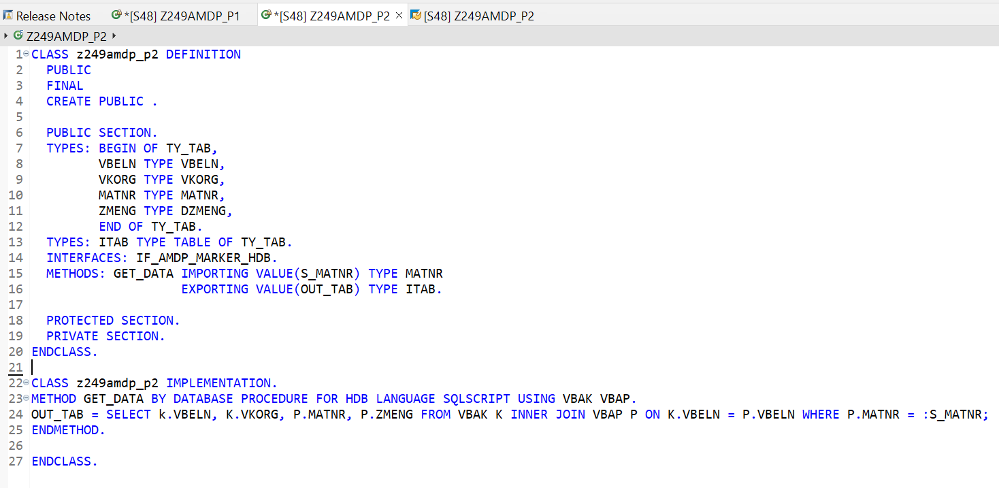 Release Notes *[S48] Z249AMDP_P1 *[S48] Z249AMDP_P2 [S48] Z249AMDP_P2
Z249AMDP_P2
1 CLASS z249amdp_p2 DEFINITION
2   PUBLIC
3   FINAL
4   CREATE PUBLIC .
5
6   PUBLIC SECTION.
7   TYPES: BEGIN OF TY_TAB,
8          VBELN TYPE VBELN,
9          VKORG TYPE VKORG,
10          MATNR TYPE MATNR,
11          ZMENG TYPE DZMENG,
12          END OF TY_TAB.
13   TYPES: ITAB TYPE TABLE OF TY_TAB.
14   INTERFACES: IF_AMDP_MARKER_HDB.
15   METHODS: GET_DATA IMPORTING VALUE(S_MATNR) TYPE MATNR
16                     EXPORTING VALUE(OUT_TAB) TYPE ITAB.
17
18   PROTECTED SECTION.
19   PRIVATE SECTION.
20 ENDCLASS.
21
22 CLASS z249amdp_p2 IMPLEMENTATION.
23 METHOD GET_DATA BY DATABASE PROCEDURE FOR HDB LANGUAGE SQLSCRIPT USING VBAK VBAP.
24 OUT_TAB = SELECT k.VBELN, K.VKORG, P.MATNR, P.ZMENG FROM VBAK K INNER JOIN VBAP P ON K.VBELN = P.VBELN WHERE P.MATNR = :S_MATNR;
25 ENDMETHOD.
26
27 ENDCLASS.